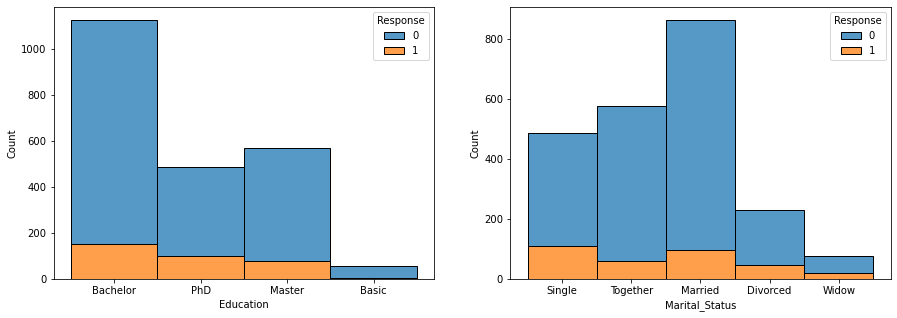 Count
1000
800
600
400
200
0
Response
0
1
Bachelor PhD Master Basic
Education
Count
800
600
400
200
0
Response
0
1
Single Together Married Divorced Widow
Marital_Status